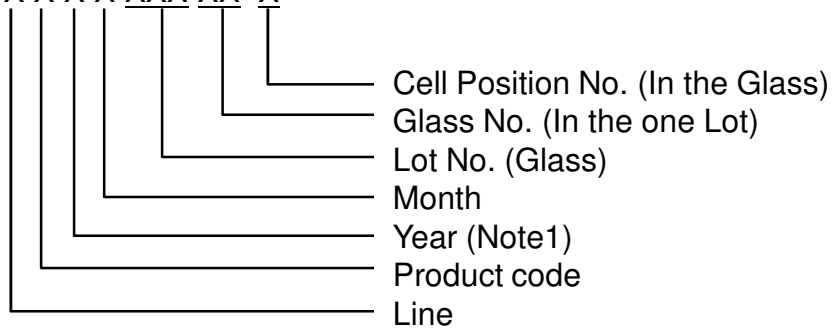 Cell Position No. (In the Glass)
Glass No. (In the one Lot)
Lot No. (Glass)
Month
Year (Note1)
Product code
Line